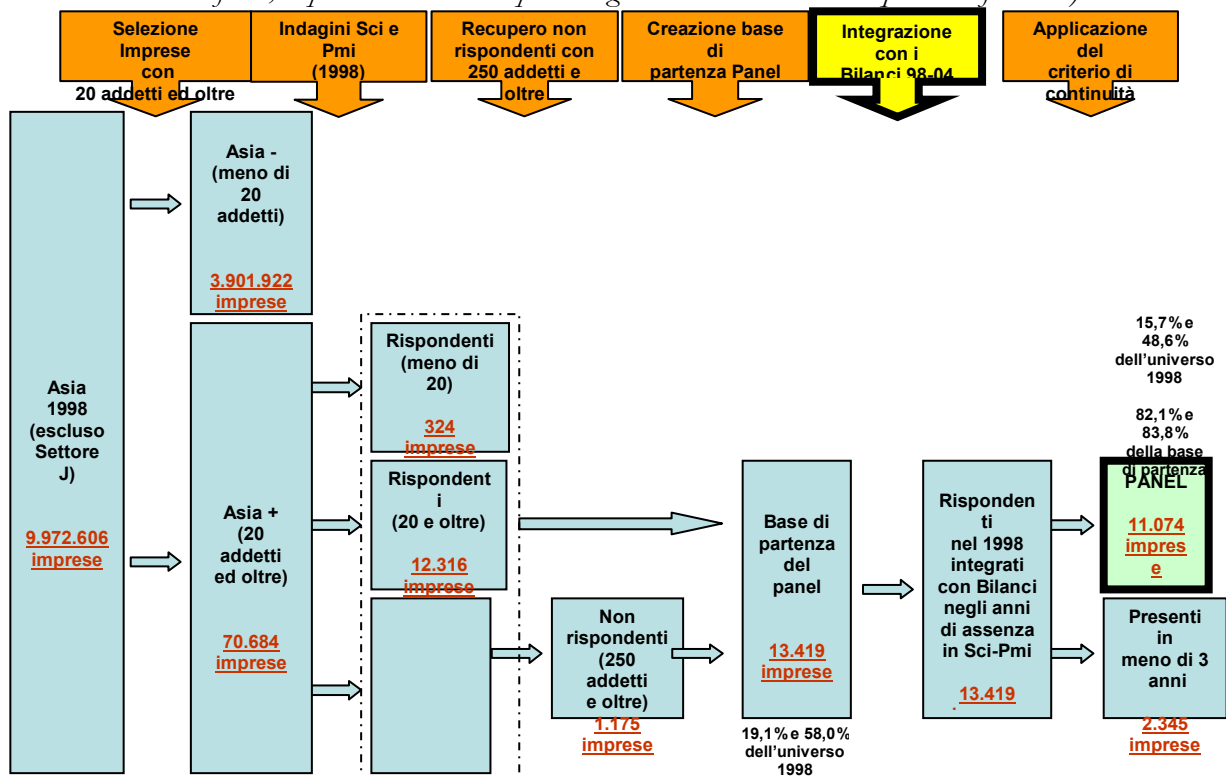 Selezione
Imprese
con
20 addetti ed oltre
Indagini Sci e
Pmi
(1998)
Recupero non
rispondenti con
250 addetti e
oltre
Creazione base
di
partenza Panel
Integrazione
con i
Bilanci 98-04
Applicazione
del
criterio di
continuità
Asia
1998
(escluso
Settore
J)
9.972.606
imprese
Asia -
(meno di
20
addetti)
3.901.922
imprese
Asia +
(20
addetti
ed oltre)
70.684
imprese
Rispondenti
(meno di
20)
324
imprese
Rispondent
i
(20 e oltre)
12.316
imprese
Non
rispondenti
(250
addetti
e oltre)
1.175
imprese
Base di
partenza
del
panel
13.419
imprese
19,1% e 58,0%
dell'universo
1998
Risponden
ti
nel 1998
integrati
con Bilanci
negli anni
di assenza
in Sci-Pmi
13.419
15,7% e
48,6%
dell'universo
1998
82,1% e
83,8%
della base
di partenza
PANEL
11.074
impres
e
Presenti
in
meno di 3
anni
2.345
imprese